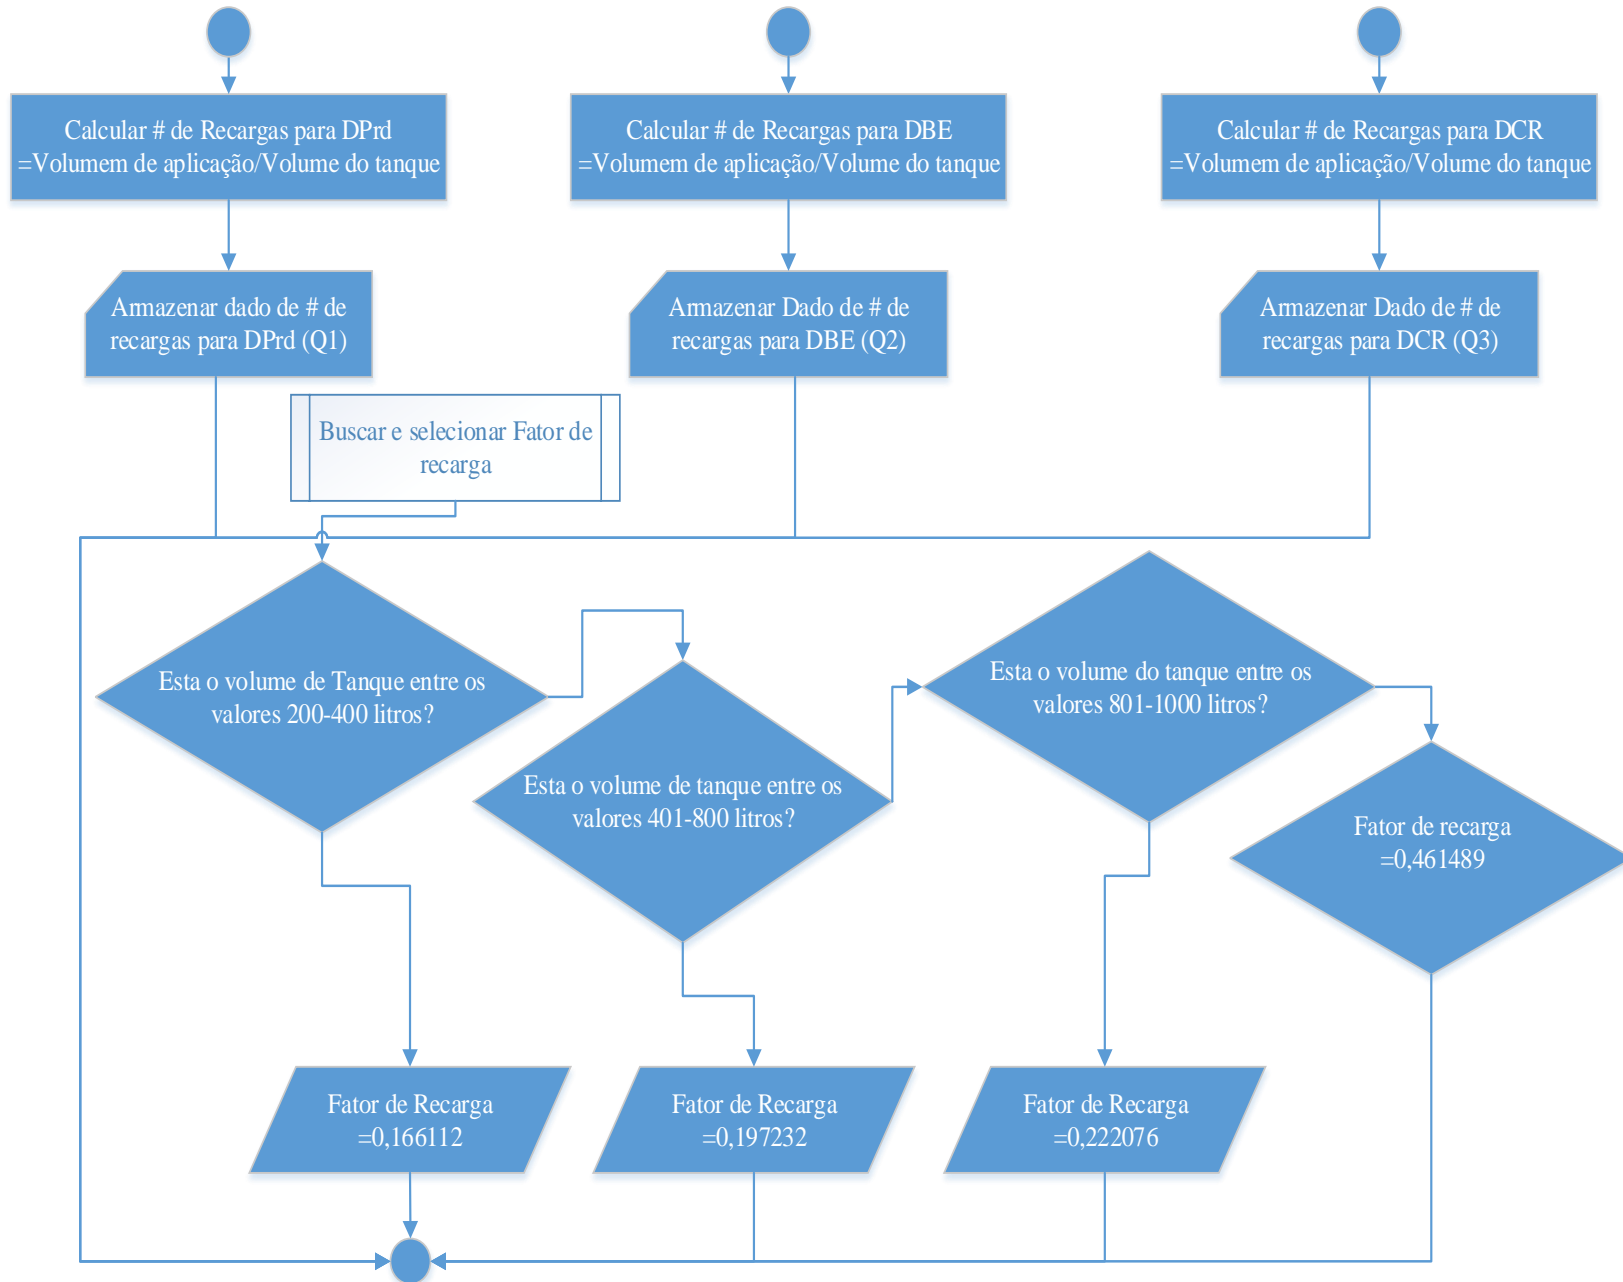 Calcular # de Recargas para DPrd
=Volumem de aplicação/Volume do tanque
Calcular # de Recargas para DBE
=Volumem de aplicação/Volume do tanque
Calcular # de Recargas para DCR
=Volumem de aplicação/Volume do tanque
Armazenar dado de # de
recargas para DPrd (Q1)
Armazenar Dado de # de
recargas para DBE (Q2)
Armazenar Dado de # de
recargas para DCR (Q3)
Buscar e selecionar Fator de
recarga
Esta o volume de Tanque entre os
valores 200-400 litros?
Esta o volume de tanque entre os
valores 401-800 litros?
Esta o volume do tanque entre os
valores 801-1000 litros?
Fator de recarga
=0,461489
Fator de Recarga
=0,166112
Fator de Recarga
=0,197232
Fator de Recarga
=0,222076